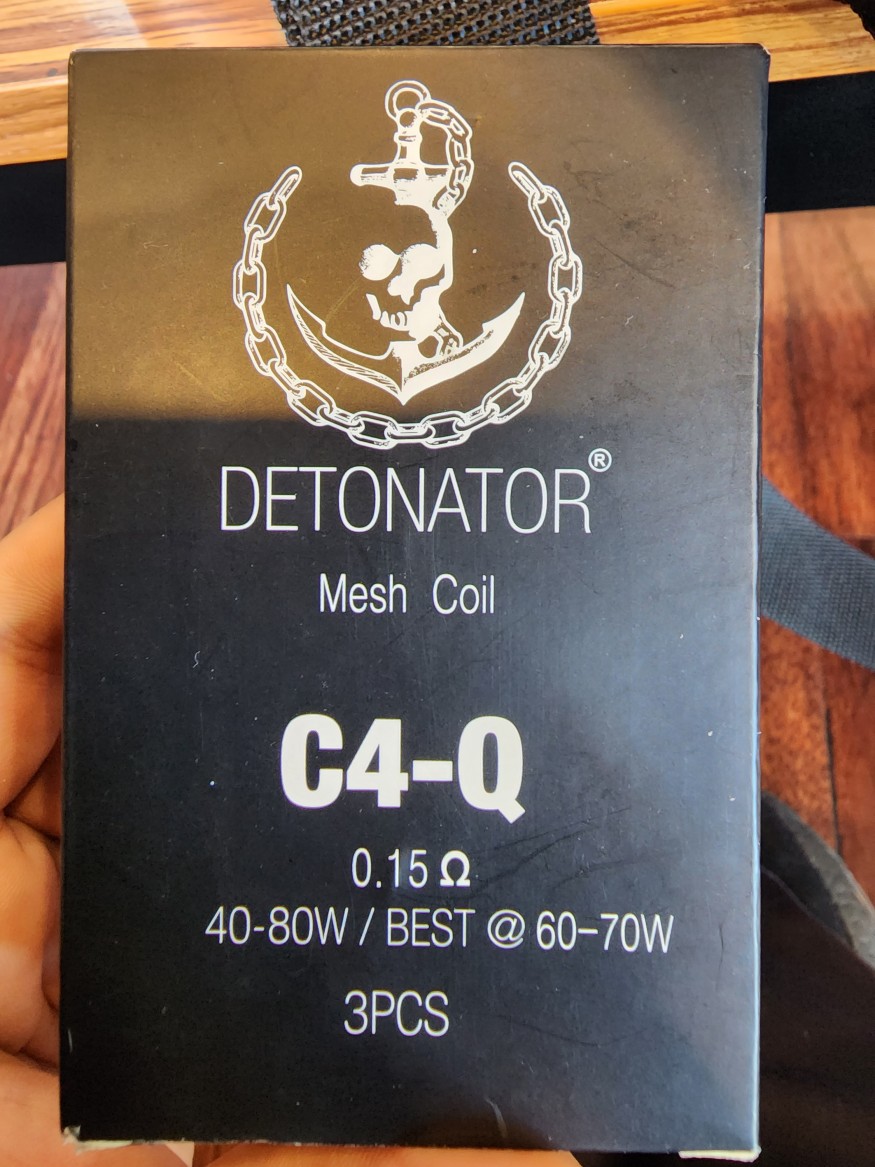 DETONATOR®
Mesh Coil
C4-Q
0.15 Ω
40-80W / BEST @ 60-70W
3PCS